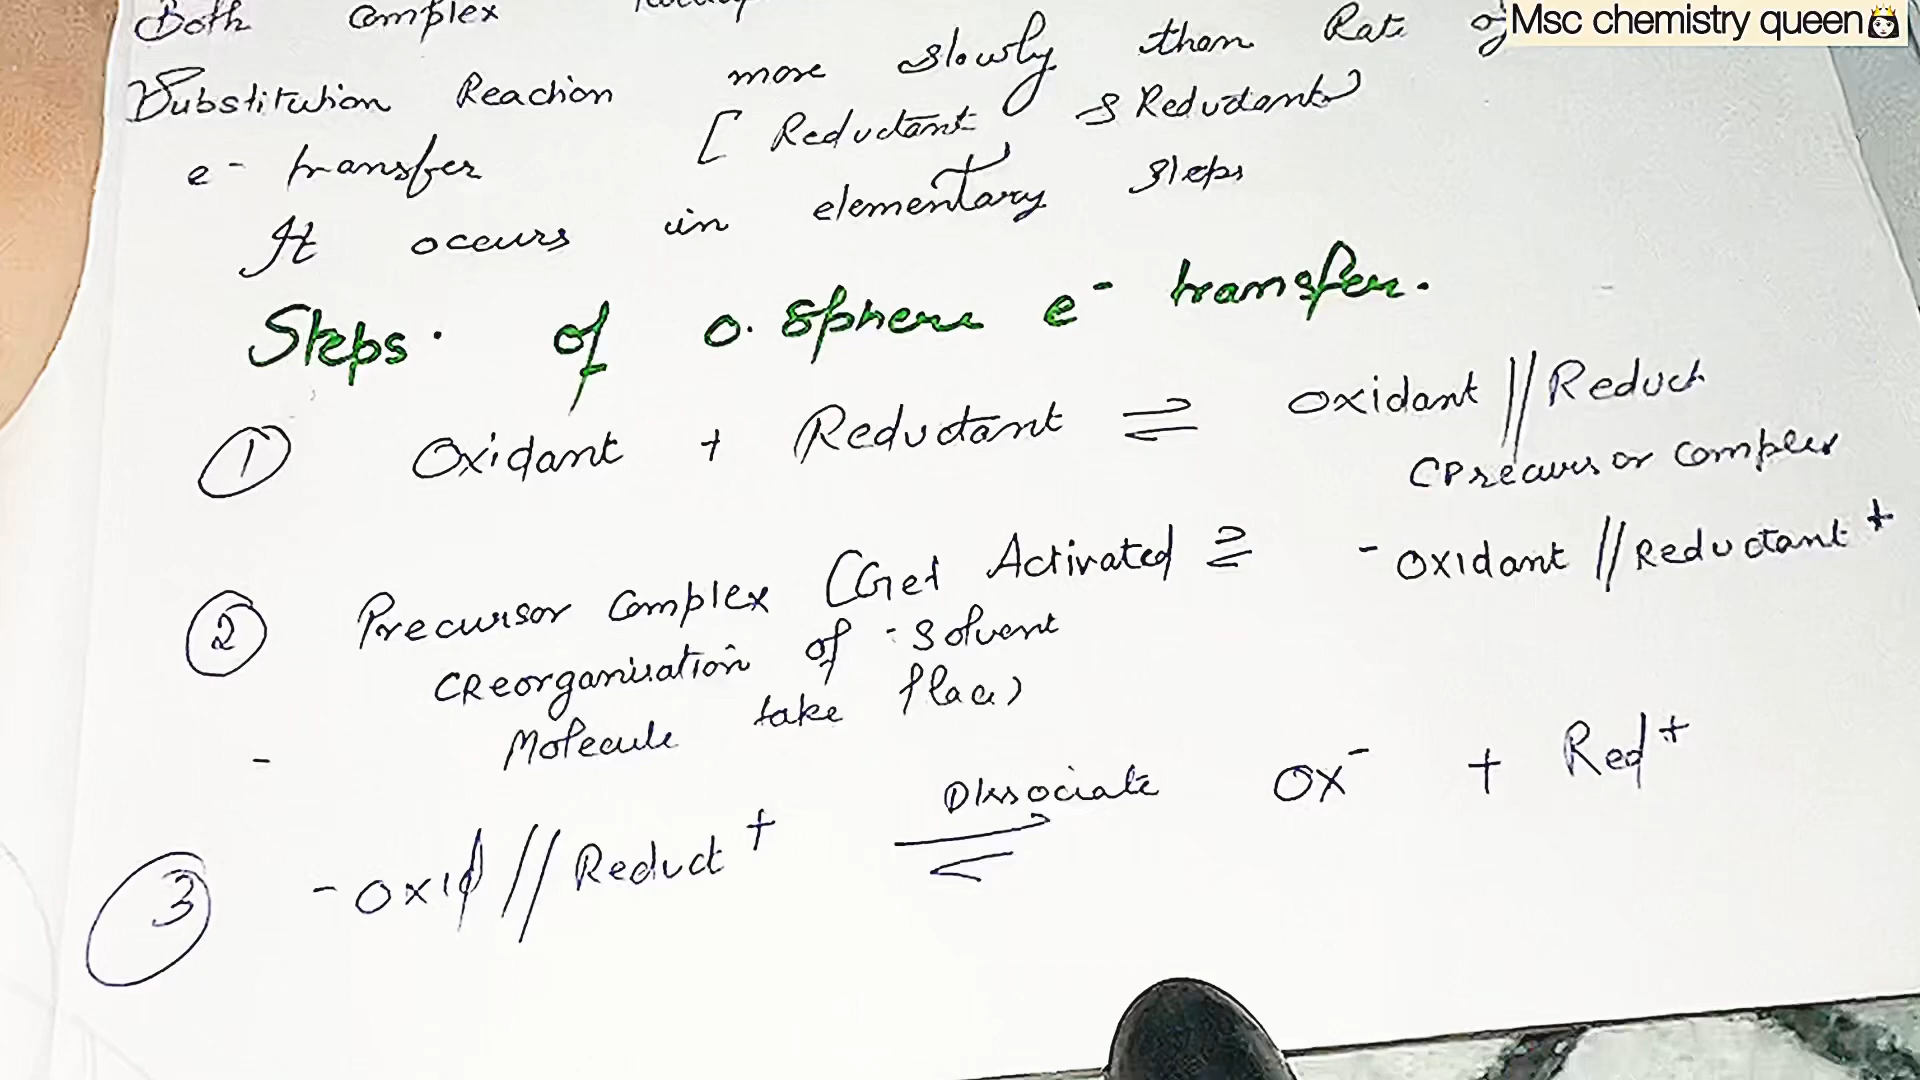 Msc chemistry queen👸🏻
Both Complex
Substitution Reaction more slowly than Rate of
e- transfer [Reductant & Redudant]
It occurs in elementary steps
Steps. of O. Sphere e- transfer.
① Oxidant + Reductant ⇌ Oxidant // Reduct
(Precursor Complex
② Precursor Complex (Get Activated ⇌ -Oxidant // Reductant+
(Reorganisation of Solvent
Molecule take place)
③ -Oxid // Reduct+ Dissociate ⇌ OX- + Red+